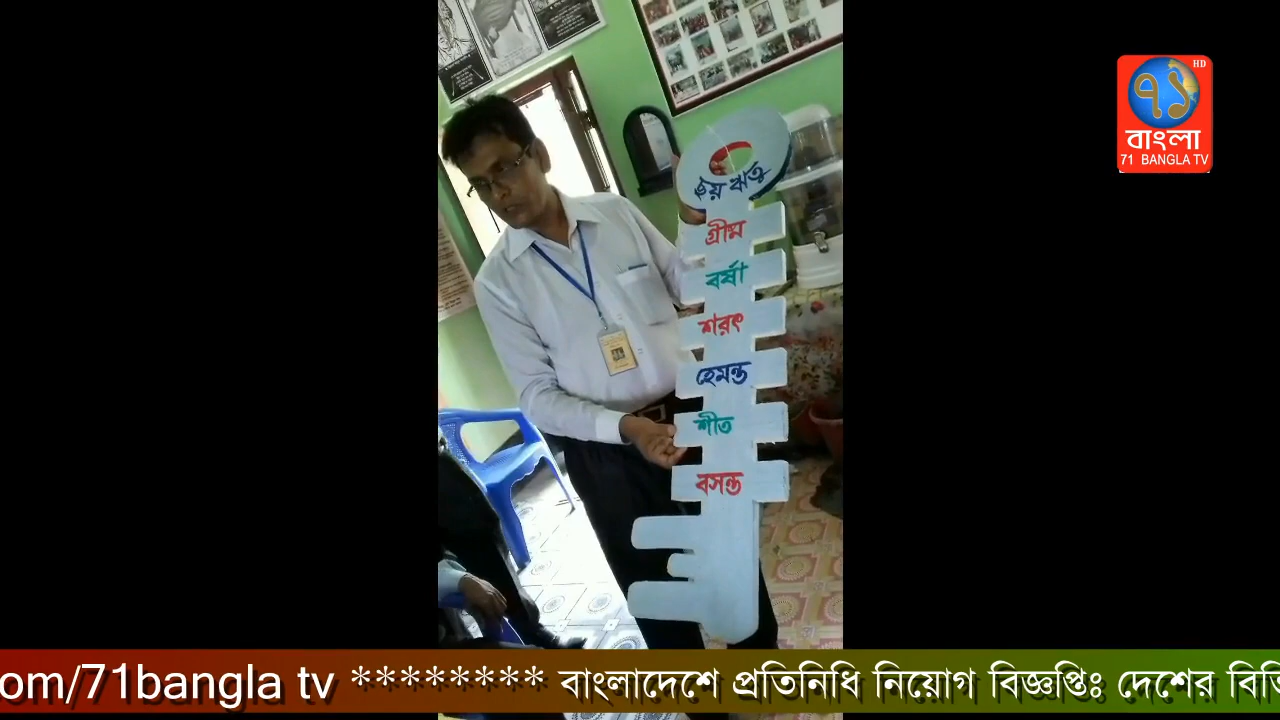 ৭১
HD
বাংলা
71 BANGLA TV
ছয় ঋতু
গ্রীষ্ম
বর্ষা
শরৎ
হেমন্ত
শীত
বসন্ত
om/71bangla tv ******** বাংলাদেশে প্রতিনিধি নিয়োগ বিজ্ঞপ্তিঃ দেশের